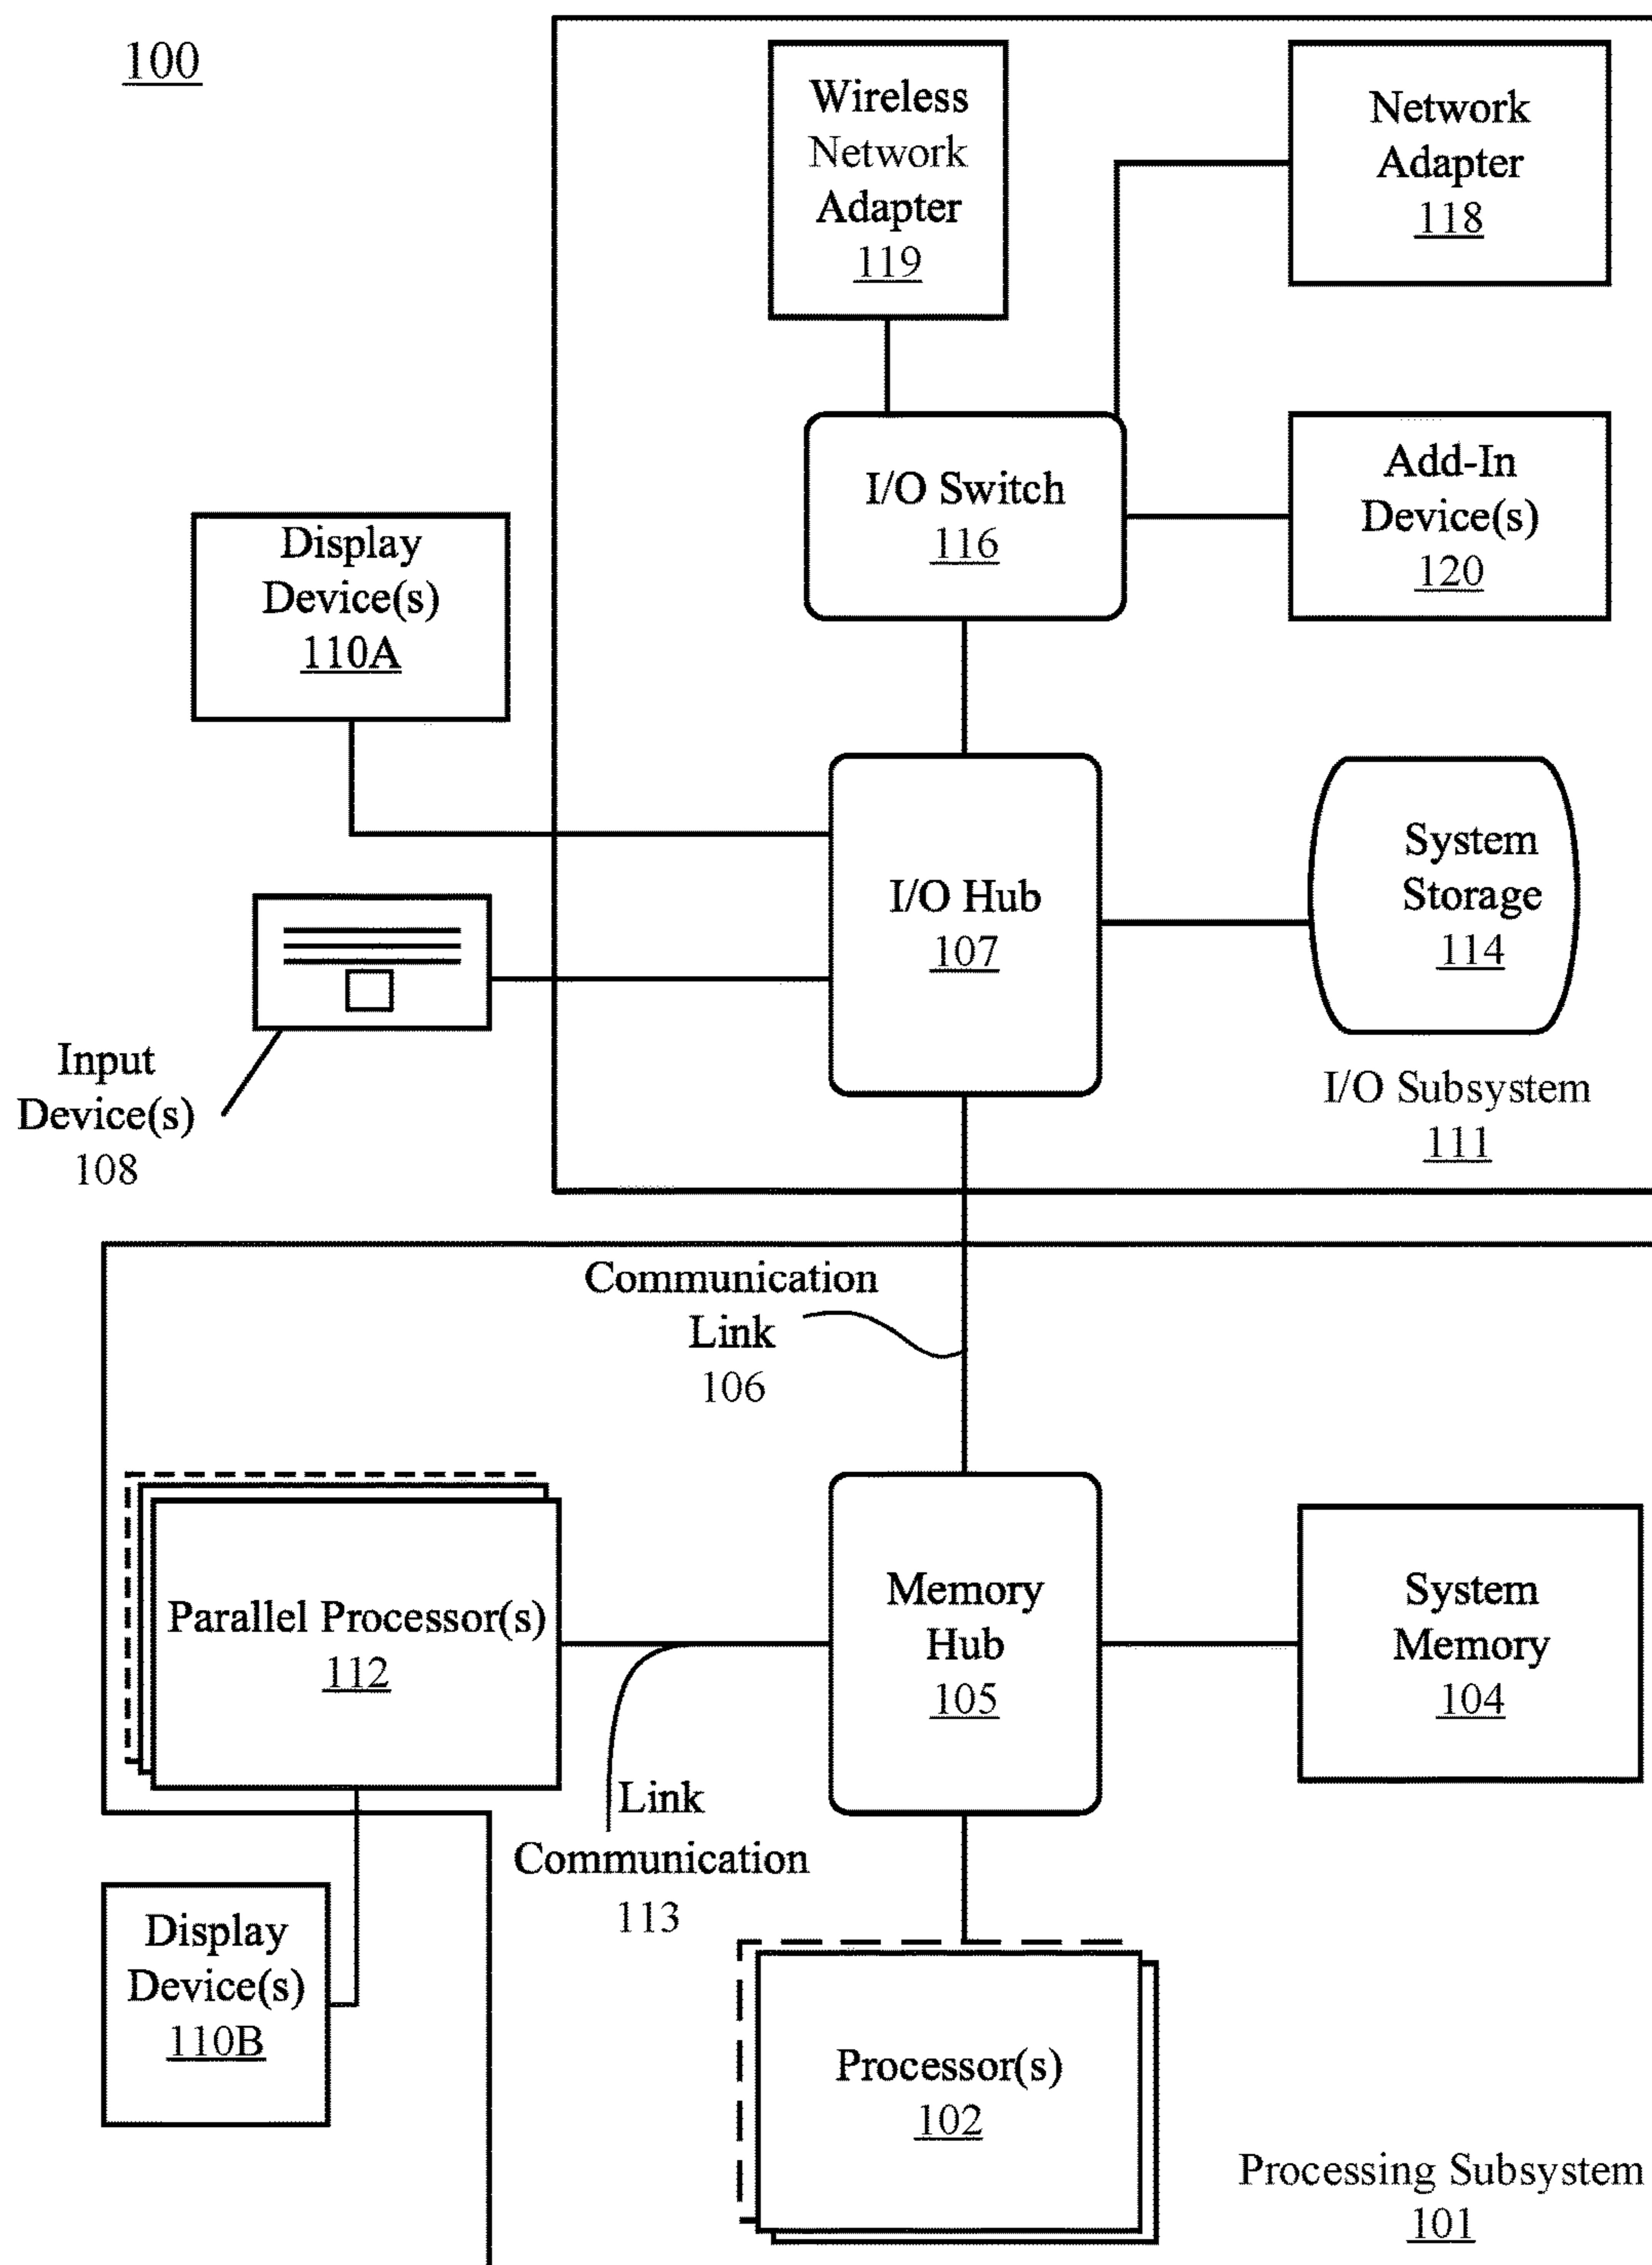 100
Wireless
Network
Adapter
119
Network
Adapter
118
I/O Switch
116
Add-In
Device(s)
120
Display
Device(s)
110A
I/O Hub
107
System
Storage
114
Input
Device(s)
108
I/O Subsystem
111
Communication
Link
106
Parallel Processor(s)
112
Memory
Hub
105
System
Memory
104
Link
Communication
113
Display
Device(s)
110B
Processor(s)
102
Processing Subsystem
101